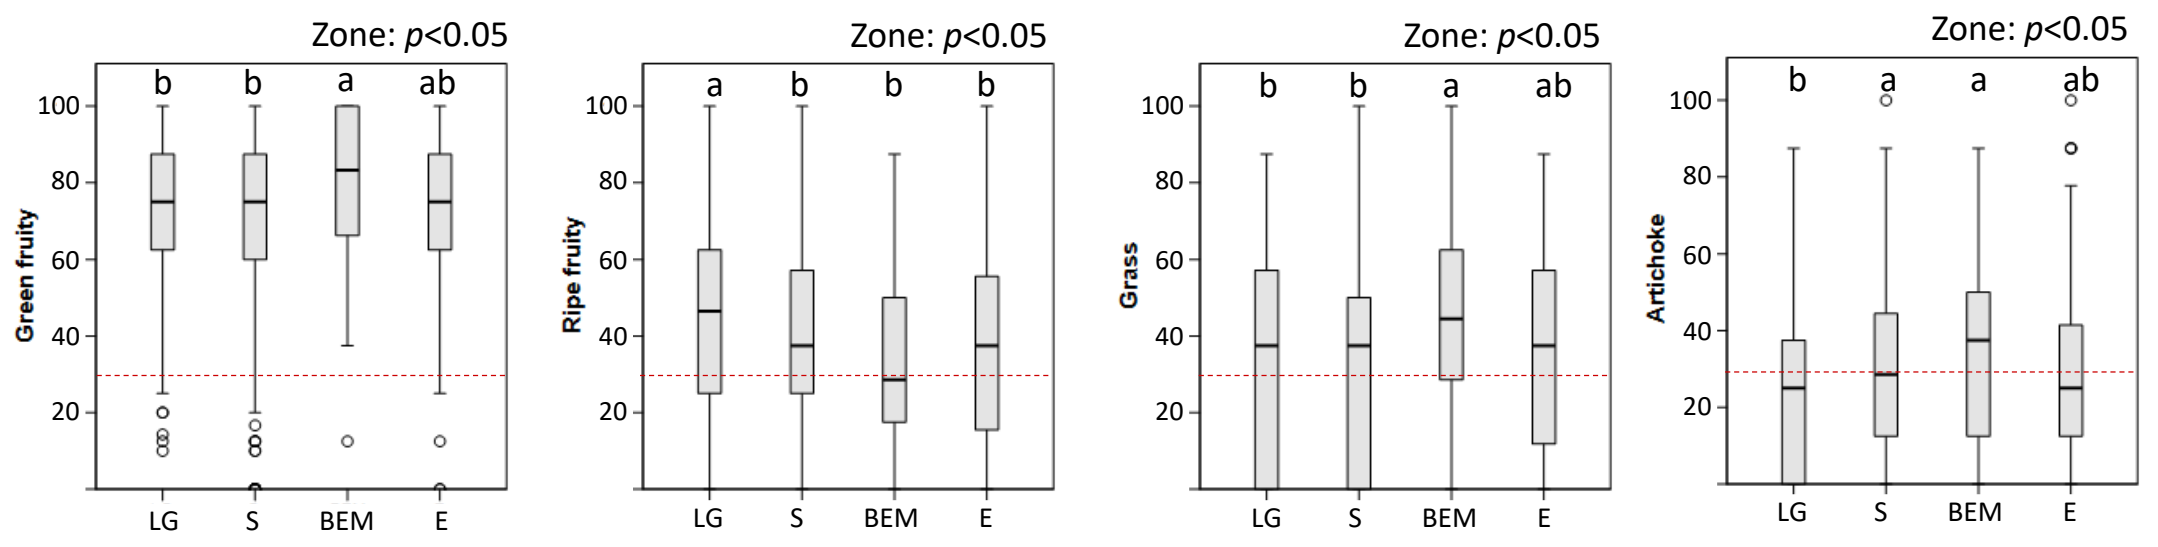 Zone: p<0.05
b b a ab
100
80
60
40
20
Green fruity
LG S BEM E
Zone: p<0.05
a b b b
100
80
60
40
20
Ripe fruity
LG S BEM E
Zone: p<0.05
b b a ab
100
80
60
40
20
Grass
LG S BEM E
Zone: p<0.05
b a a ab
100
80
60
40
20
Artichoke
LG S BEM E